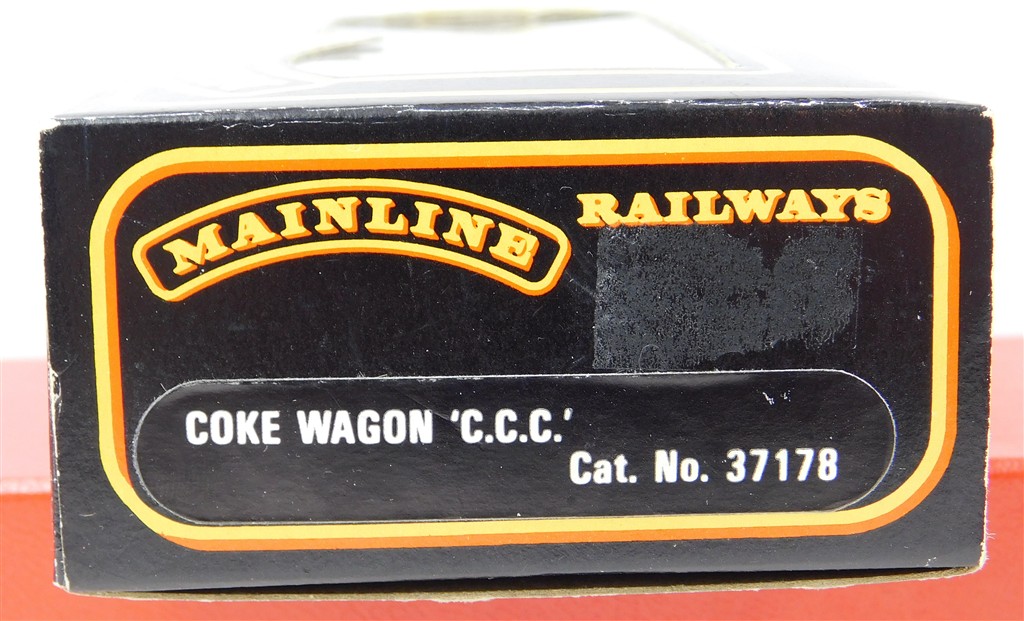 MAINLINE RAILWAYS
COKE WAGON 'C.C.C.'
Cat. No. 37178